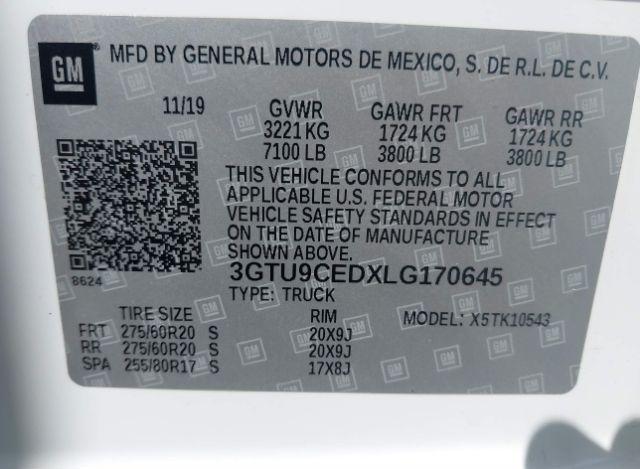 GM MFD BY GENERAL MOTORS DE MEXICO, S. DE R.L. DE C.V.
11/19 GVWR GAWR FRT GAWR RR
3221 KG 1724 KG 1724 KG
7100 LB 3800 LB 3800 LB
THIS VEHICLE CONFORMS TO ALL
APPLICABLE U.S. FEDERAL MOTOR
VEHICLE SAFETY STANDARDS IN EFFECT
ON THE DATE OF MANUFACTURE
SHOWN ABOVE.
8624 3GTU9CEDXLG170645
TYPE: TRUCK
TIRE SIZE RIM MODEL: X5TK10543
FRT 275/60R20 S 20X9J
RR 275/60R20 S 20X9J
SPA 255/80R17 S 17X8J